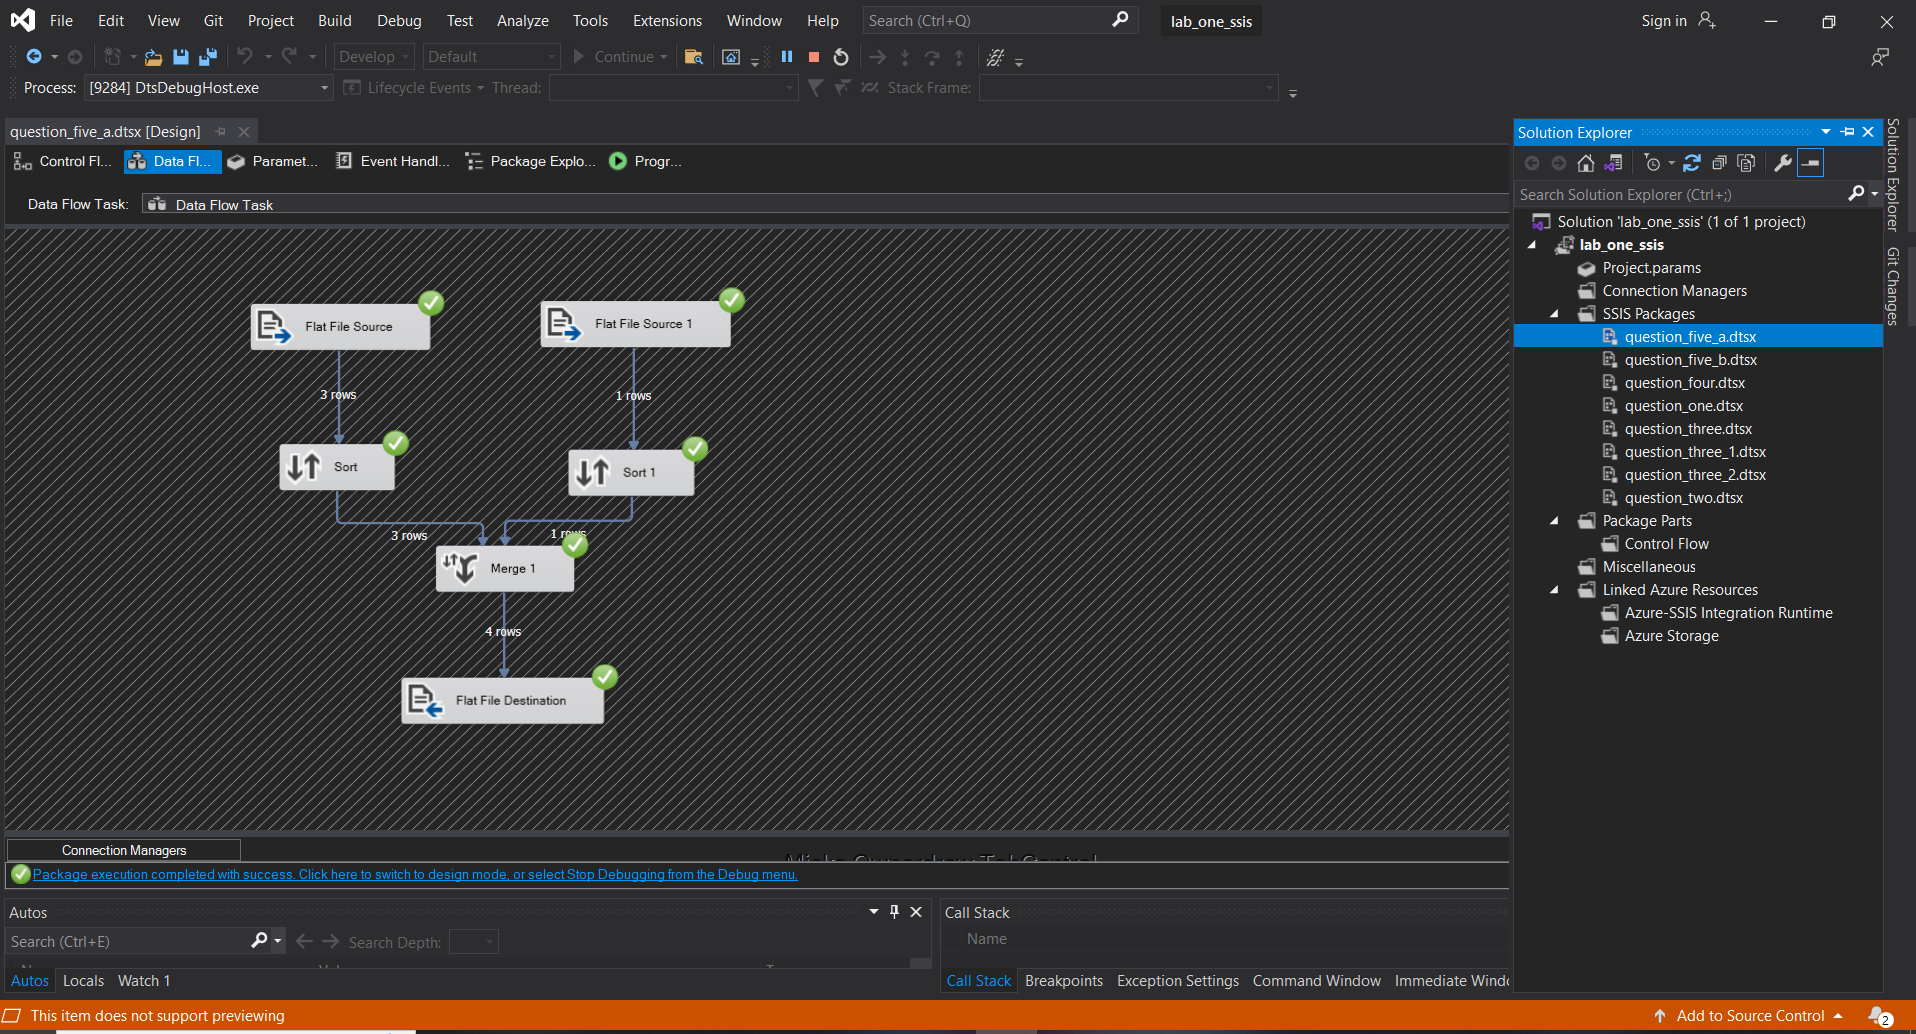 File Edit View Git Project Build Debug Test Analyze Tools Extensions Window Help Search (Ctrl+Q) lab_one_ssis Sign in
Develop Default Continue
Process: [9284] DtsDebugHost.exe Lifecycle Events Thread: Stack Frame:
question_five_a.dtsx [Design]
Control Fl... Data Fl... Paramet... Event Handl... Package Explo... Progr...
Data Flow Task: Data Flow Task
Flat File Source
Flat File Source 1
3 rows
1 rows
Sort
Sort 1
3 rows
1 rows
Merge 1
4 rows
Flat File Destination
Connection Managers
Package execution completed with success. Click here to switch to design mode, or select Stop Debugging from the Debug menu.
Autos
Search (Ctrl+E) Search Depth:
Autos Locals Watch 1
Call Stack
Name
Call Stack Breakpoints Exception Settings Command Window Immediate Windo
Solution Explorer
Search Solution Explorer (Ctrl+;)
Solution 'lab_one_ssis' (1 of 1 project)
lab_one_ssis
Project.params
Connection Managers
SSIS Packages
question_five_a.dtsx
question_five_b.dtsx
question_four.dtsx
question_one.dtsx
question_three.dtsx
question_three_1.dtsx
question_three_2.dtsx
question_two.dtsx
Package Parts
Control Flow
Miscellaneous
Linked Azure Resources
Azure-SSIS Integration Runtime
Azure Storage
Solution Explorer
Git Changes
This item does not support previewing
Add to Source Control 2